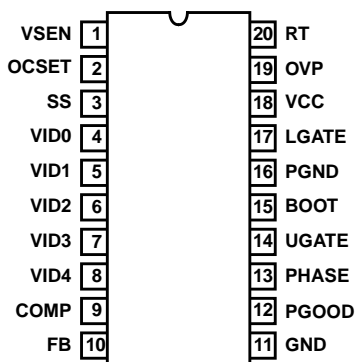 VSEN 1 20 RT
OCSET 2 19 OVP
SS 3 18 VCC
VID0 4 17 LGATE
VID1 5 16 PGND
VID2 6 15 BOOT
VID3 7 14 UGATE
VID4 8 13 PHASE
COMP 9 12 PGOOD
FB 10 11 GND